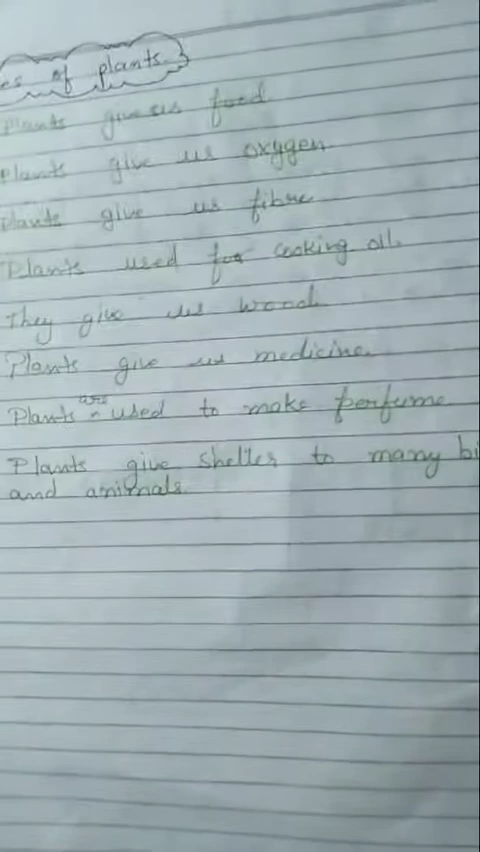 es of plants
Plants give us food
Plants give us oxygen
Plants give us fibre
Plants used for cooking oil.
They give us wood.
Plants give us medicine.
Plants are used to make perfume
Plants give shelter to many bi
and animals.